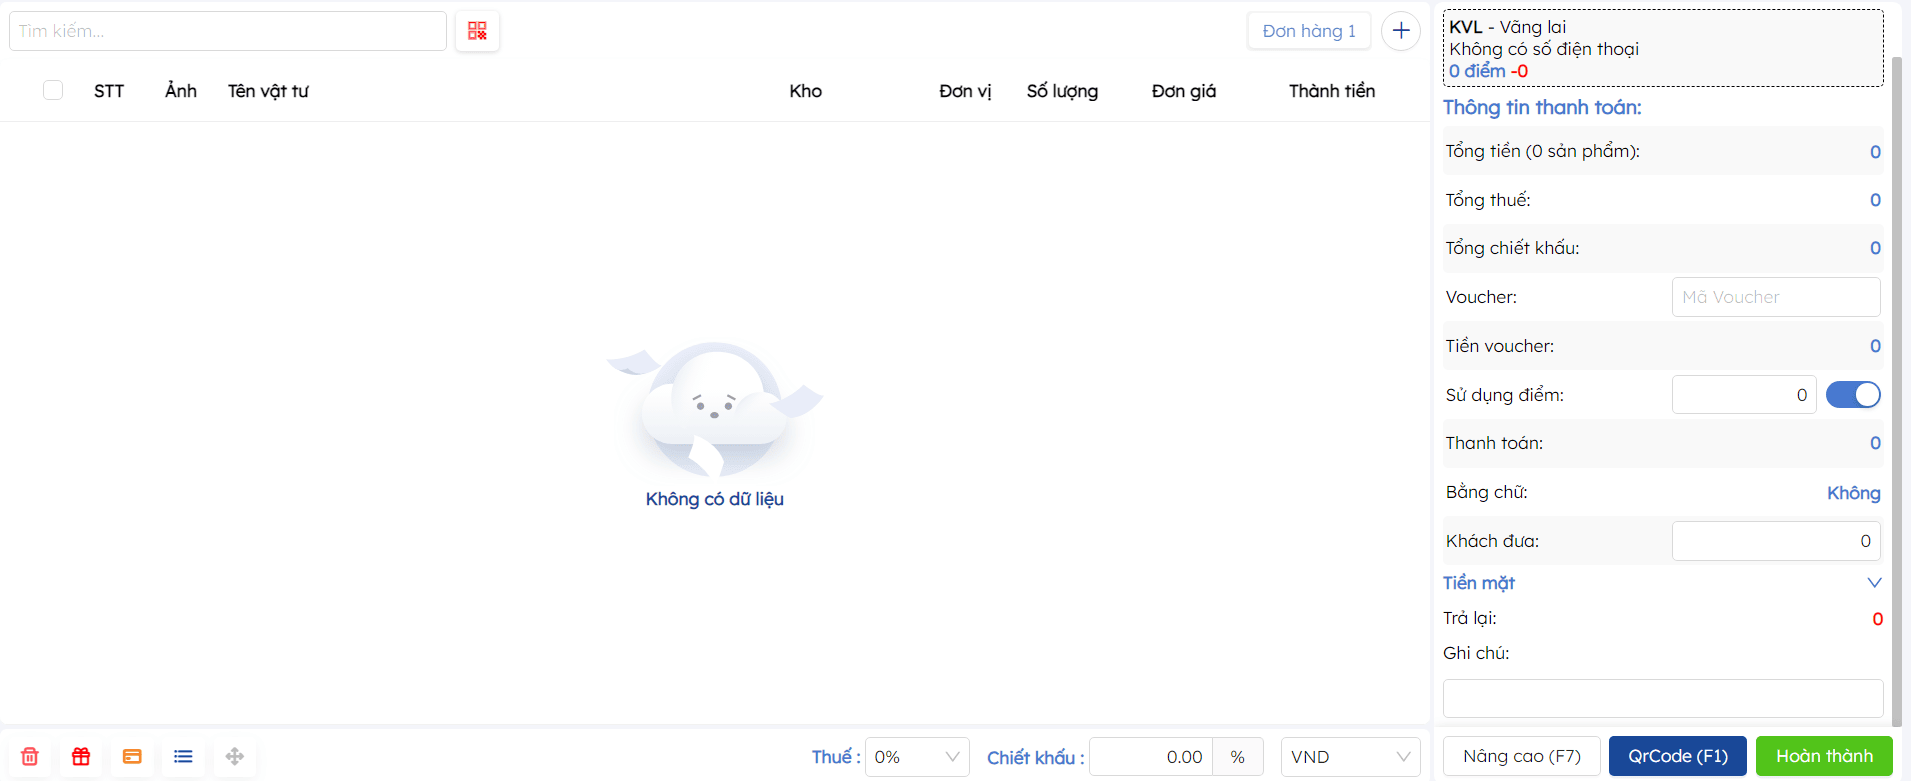 Tìm kiếm...
Đơn hàng 1
STT
Ảnh
Tên vật tư
Kho
Đơn vị
Số lượng
Đơn giá
Thành tiền
Không có dữ liệu
Thuế :
0%
Chiết khấu :
0.00
%
VND
KVL - Vãng lai
Không có số điện thoại
0 điểm -0
Thông tin thanh toán:
Tổng tiền (0 sản phẩm):
0
Tổng thuế:
0
Tổng chiết khấu:
0
Voucher:
Mã Voucher
Tiền voucher:
0
Sử dụng điểm:
0
Thanh toán:
0
Bằng chữ:
Không
Khách đưa:
0
Tiền mặt
Trả lại:
0
Ghi chú:
Nâng cao (F7)
QrCode (F1)
Hoàn thành